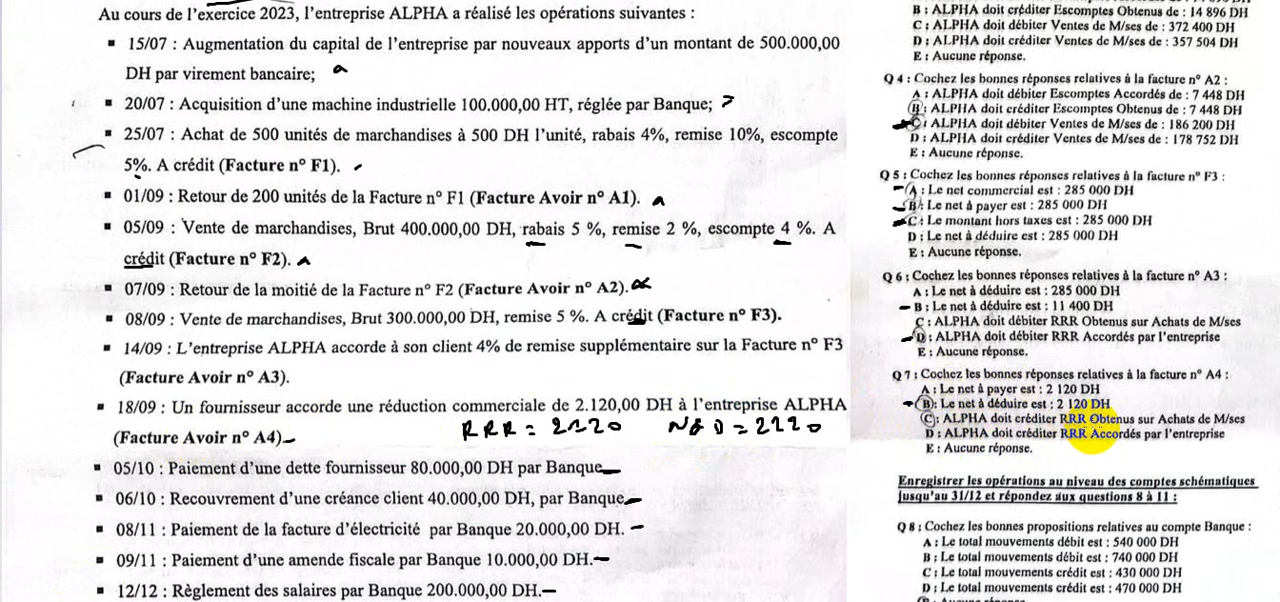 Au cours de l'exercice 2023, l'entreprise ALPHA a réalisé les opérations suivantes :
▪ 15/07 : Augmentation du capital de l'entreprise par nouveaux apports d'un montant de 500.000,00
DH par virement bancaire;
▪ 20/07 : Acquisition d'une machine industrielle 100.000,00 HT, réglée par Banque;
▪ 25/07 : Achat de 500 unités de marchandises à 500 DH l'unité, rabais 4%, remise 10%, escompte
5%. A crédit (Facture n° F1).
▪ 01/09 : Retour de 200 unités de la Facture n° F1 (Facture Avoir n° A1).
▪ 05/09 : Vente de marchandises, Brut 400.000,00 DH, rabais 5 %, remise 2 %, escompte 4 %. A
crédit (Facture n° F2).
▪ 07/09 : Retour de la moitié de la Facture n° F2 (Facture Avoir n° A2).
▪ 08/09 : Vente de marchandises, Brut 300.000,00 DH, remise 5 %. A crédit (Facture n° F3).
▪ 14/09 : L'entreprise ALPHA accorde à son client 4% de remise supplémentaire sur la Facture n° F3
(Facture Avoir n° A3).
▪ 18/09 : Un fournisseur accorde une réduction commerciale de 2.120,00 DH à l'entreprise ALPHA
(Facture Avoir n° A4) RRR = 2120 NàD = 2120
▪ 05/10 : Paiement d'une dette fournisseur 80.000,00 DH par Banque
▪ 06/10 : Recouvrement d'une créance client 40.000,00 DH, par Banque
▪ 08/11 : Paiement de la facture d'électricité par Banque 20.000,00 DH.
▪ 09/11 : Paiement d'une amende fiscale par Banque 10.000,00 DH.
▪ 12/12 : Règlement des salaires par Banque 200.000,00 DH.
B : ALPHA doit créditer Escomptes Obtenus de : 14 896 DH
C : ALPHA doit débiter Ventes de M/ses de : 372 400 DH
D : ALPHA doit créditer Ventes de M/ses de : 357 504 DH
E : Aucune réponse.
Q 4 : Cochez les bonnes réponses relatives à la facture n° A2 :
A : ALPHA doit débiter Escomptes Accordés de : 7 448 DH
B : ALPHA doit créditer Escomptes Obtenus de : 7 448 DH
C : ALPHA doit débiter Ventes M/ses de : 186 200 DH
D : ALPHA doit créditer Ventes de M/ses de : 178 752 DH
E : Aucune réponse.
Q 5 : Cochez les bonnes réponses relatives à la facture n° F3 :
A : Le net commercial est : 285 000 DH
B : Le net à payer est : 285 000 DH
C : Le montant hors taxes est : 285 000 DH
D : Le net à déduire est : 285 000 DH
E : Aucune réponse.
Q 6 : Cochez les bonnes réponses relatives à la facture n° A3 :
A : Le net à déduire est : 285 000 DH
B : Le net à déduire est : 11 400 DH
C : ALPHA doit débiter RRR Obtenus sur Achats de M/ses
D : ALPHA doit débiter RRR Accordés par l'entreprise
E : Aucune réponse.
Q 7 : Cochez les bonnes réponses relatives à la facture n° A4 :
A : Le net à payer est : 2 120 DH
B : Le net à déduire est : 2 120 DH
C : ALPHA doit créditer RRR Obtenus sur Achats de M/ses
D : ALPHA doit créditer RRR Accordés par l'entreprise
E : Aucune réponse.
Enregistrer les opérations au niveau des comptes schématiques
jusqu'au 31/12 et répondez aux questions 8 à 11 :
Q 8 : Cochez les bonnes propositions relatives au compte Banque :
A : Le total mouvements débit est : 540 000 DH
B : Le total mouvements débit est : 740 000 DH
C : Le total mouvements crédit est : 430 000 DH
D : Le total mouvements crédit est : 470 000 DH